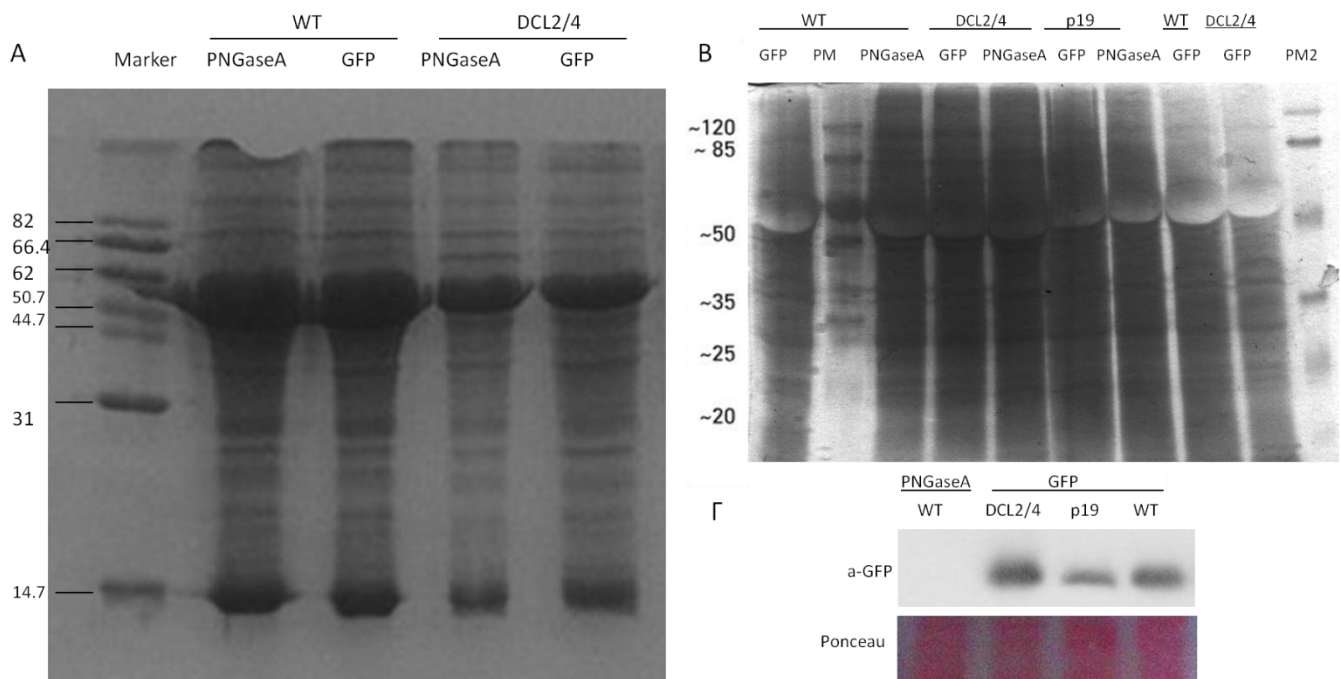 A
WT DCL2/4
Marker PNGaseA GFP PNGaseA GFP
82
66.4
62
50.7
44.7
31
14.7
B
WT DCL2/4 p19 WT DCL2/4
GFP PM PNGaseA GFP PNGaseA GFP PNGaseA GFP GFP PM2
~120
~85
~50
~35
~25
~20
Γ
PNGaseA GFP
WT DCL2/4 p19 WT
a-GFP
Ponceau